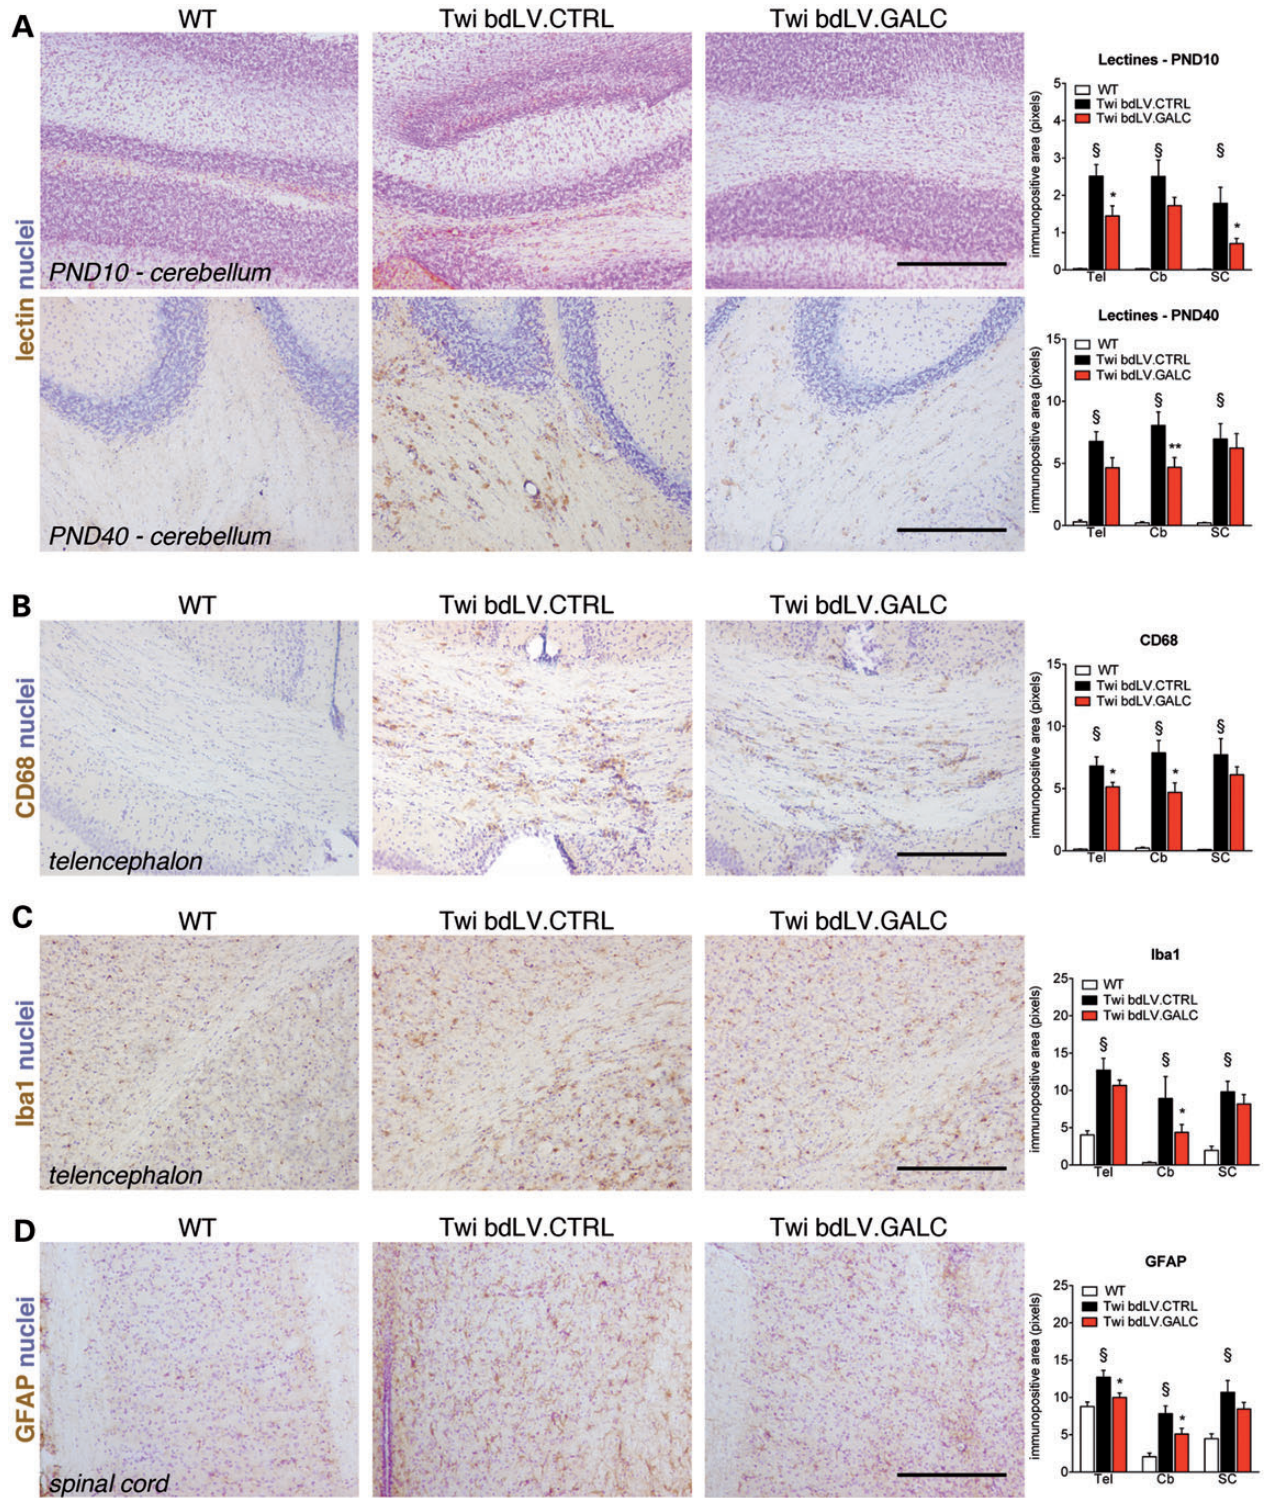 A
WT
Twi bdLV.CTRL
Twi bdLV.GALC
lectin nuclei
PND10 - cerebellum
PND40 - cerebellum
Lectines - PND10
immunopositive area (pixels)
5
4
3
2
1
0
WT
Twi bdLV.CTRL
Twi bdLV.GALC
§
*
§
§
*
Tel
Cb
SC
Lectines - PND40
immunopositive area (pixels)
15
10
5
0
WT
Twi bdLV.CTRL
Twi bdLV.GALC
§
§
**
§
Tel
Cb
SC
B
WT
Twi bdLV.CTRL
Twi bdLV.GALC
CD68 nuclei
telencephalon
CD68
immunopositive area (pixels)
15
10
5
0
WT
Twi bdLV.CTRL
Twi bdLV.GALC
§
*
§
*
§
Tel
Cb
SC
C
WT
Twi bdLV.CTRL
Twi bdLV.GALC
Iba1 nuclei
telencephalon
Iba1
immunopositive area (pixels)
25
20
15
10
5
0
WT
Twi bdLV.CTRL
Twi bdLV.GALC
§
§
*
§
Tel
Cb
SC
D
WT
Twi bdLV.CTRL
Twi bdLV.GALC
GFAP nuclei
spinal cord
GFAP
immunopositive area (pixels)
25
20
15
10
5
0
WT
Twi bdLV.CTRL
Twi bdLV.GALC
§
*
§
*
§
Tel
Cb
SC